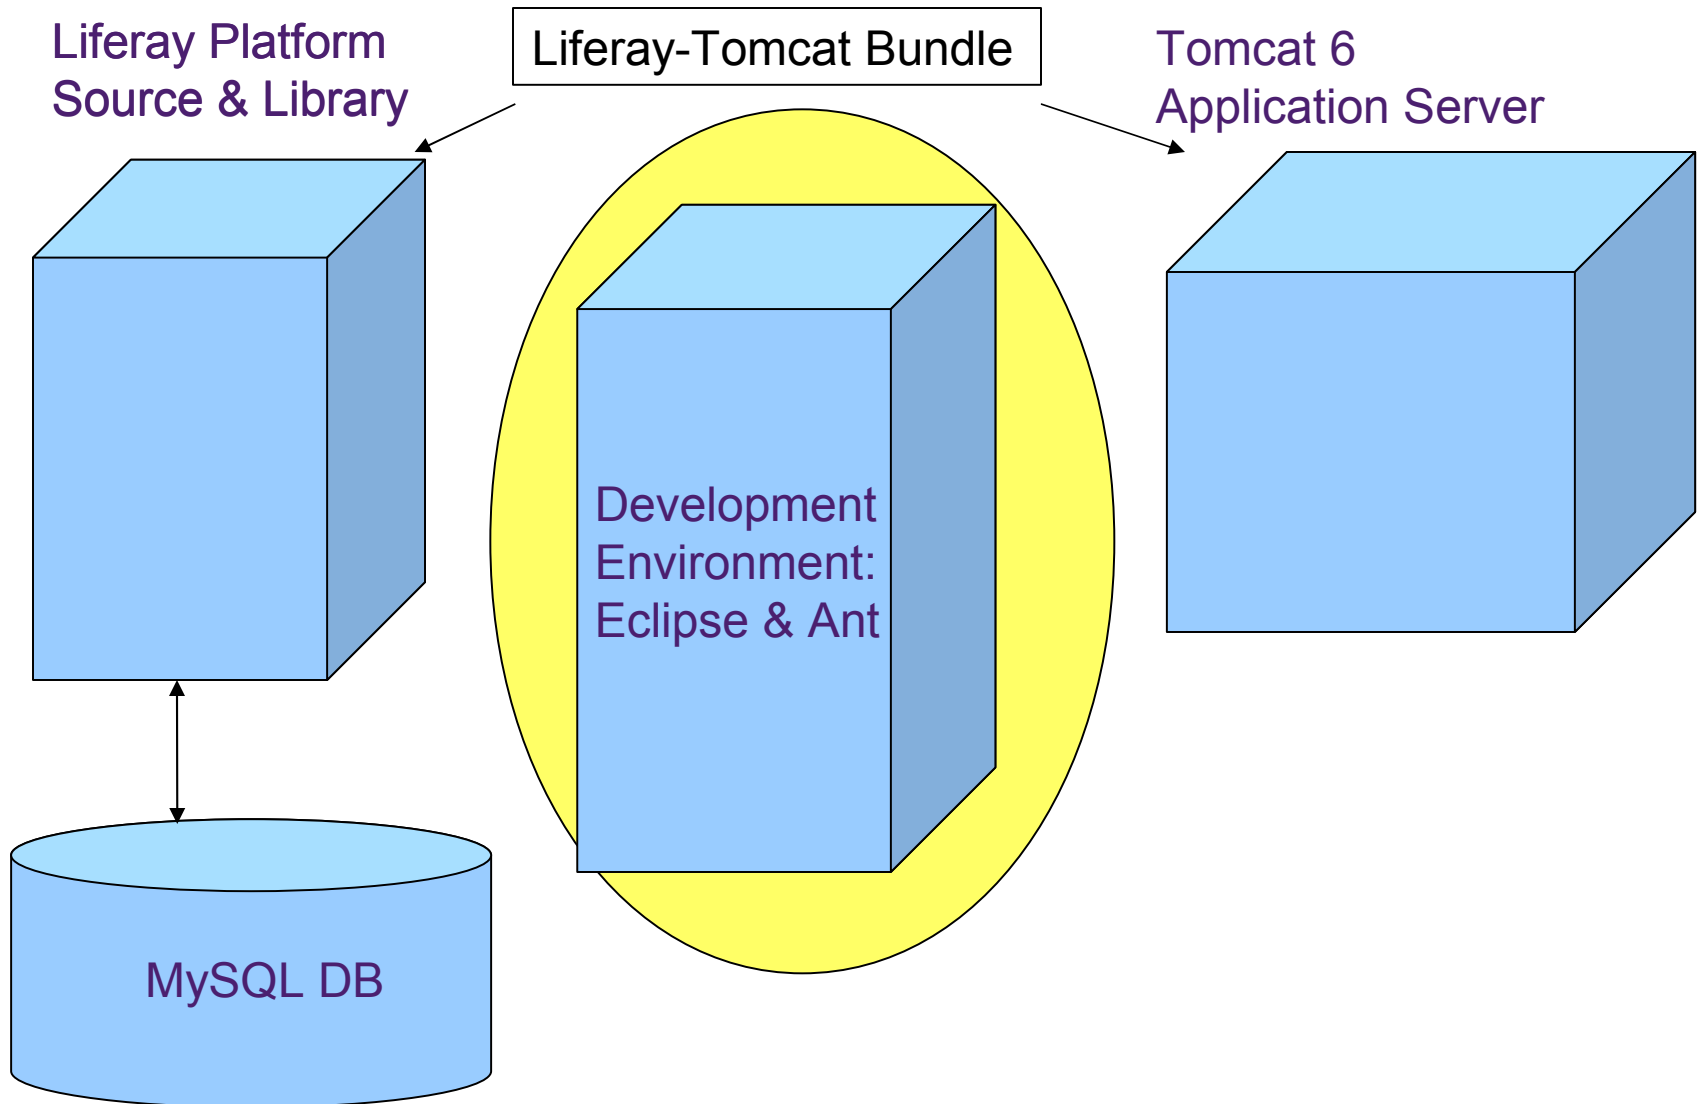 Liferay Platform
Source & Library
Liferay-Tomcat Bundle
Tomcat 6
Application Server
Development
Environment:
Eclipse & Ant
MySQL DB